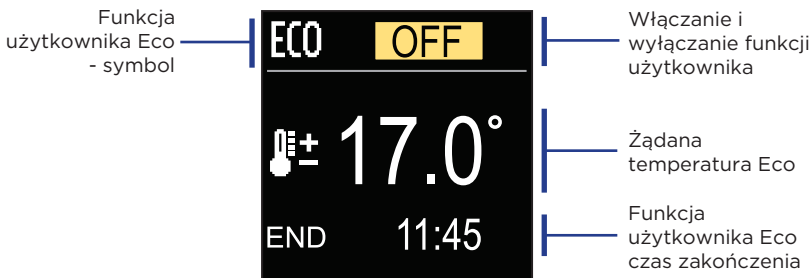 Funkcja
użytkownika Eco
- symbol
ECO OFF
Włączanie i
wyłączanie funkcji
użytkownika
17.0°
Żądana
temperatura Eco
END 11:45
Funkcja
użytkownika Eco
czas zakończenia